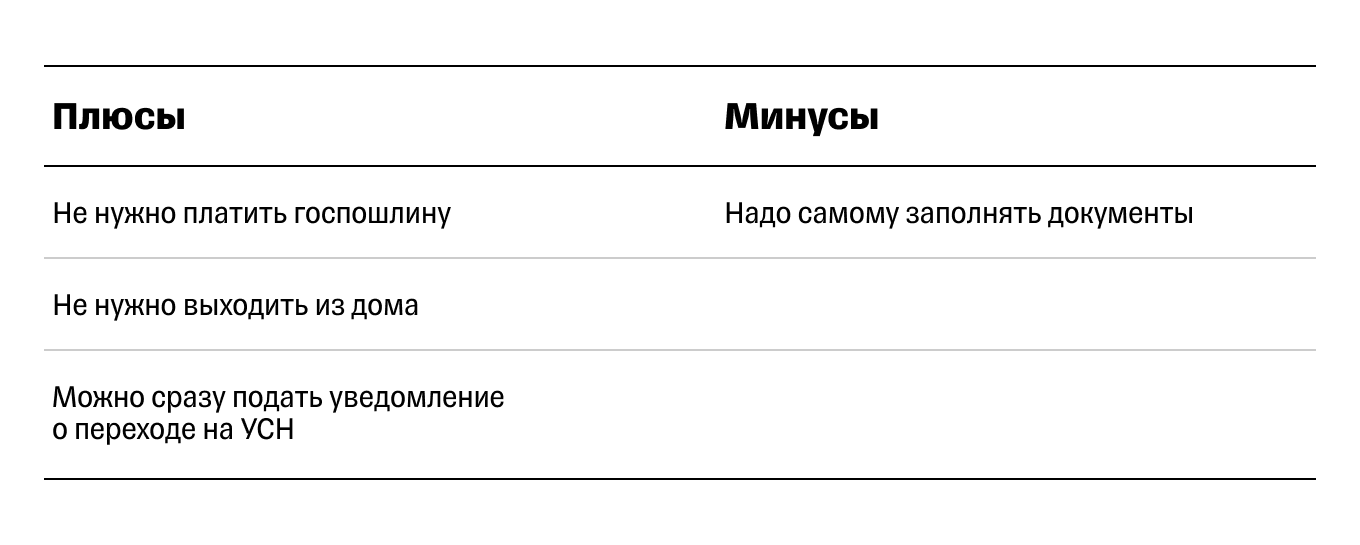 Плюсы
Минусы
Не нужно платить госпошлину
Надо самому заполнять документы
Не нужно выходить из дома
Можно сразу подать уведомление
о переходе на УСН